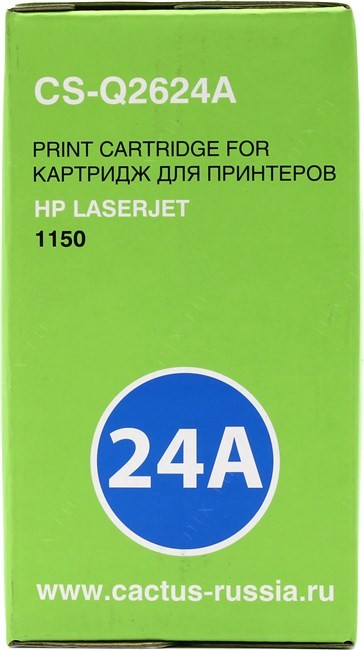 CS-Q2624A
PRINT CARTRIDGE FOR
КАРТРИДЖ ДЛЯ ПРИНТЕРОВ
HP LASERJET
1150
24A
www.cactus-russia.ru